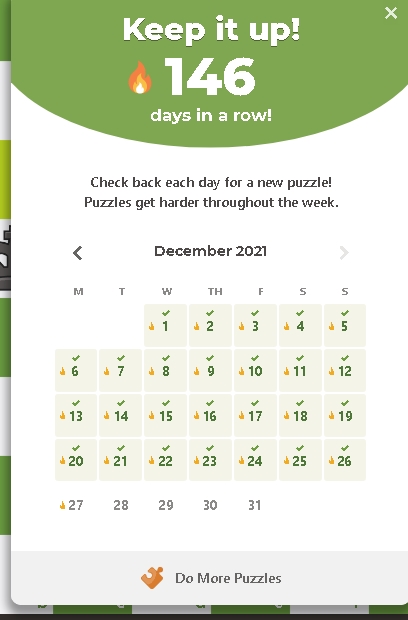 Keep it up!
146
days in a row!
Check back each day for a new puzzle!
Puzzles get harder throughout the week.
December 2021
M T W TH F S S
1 2 3 4 5
6 7 8 9 10 11 12
13 14 15 16 17 18 19
20 21 22 23 24 25 26
27 28 29 30 31
Do More Puzzles